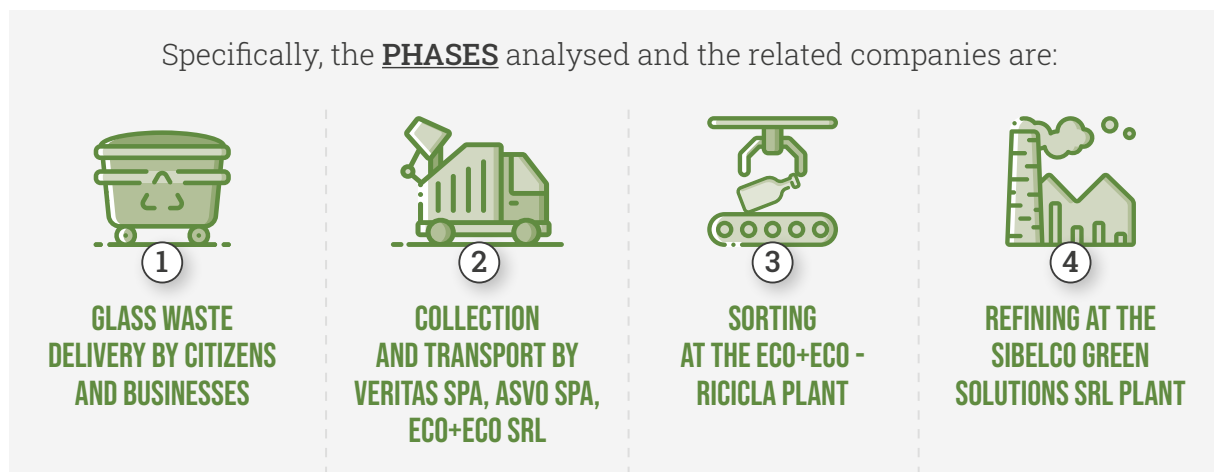 Specifically, the PHASES analysed and the related companies are:
1
GLASS WASTE
DELIVERY BY CITIZENS
AND BUSINESSES
2
COLLECTION
AND TRANSPORT BY
VERITAS SPA, ASVO SPA,
ECO+ECO SRL
3
SORTING
AT THE ECO+ECO -
RICICLA PLANT
4
REFINING AT THE
SIBELCO GREEN
SOLUTIONS SRL PLANT